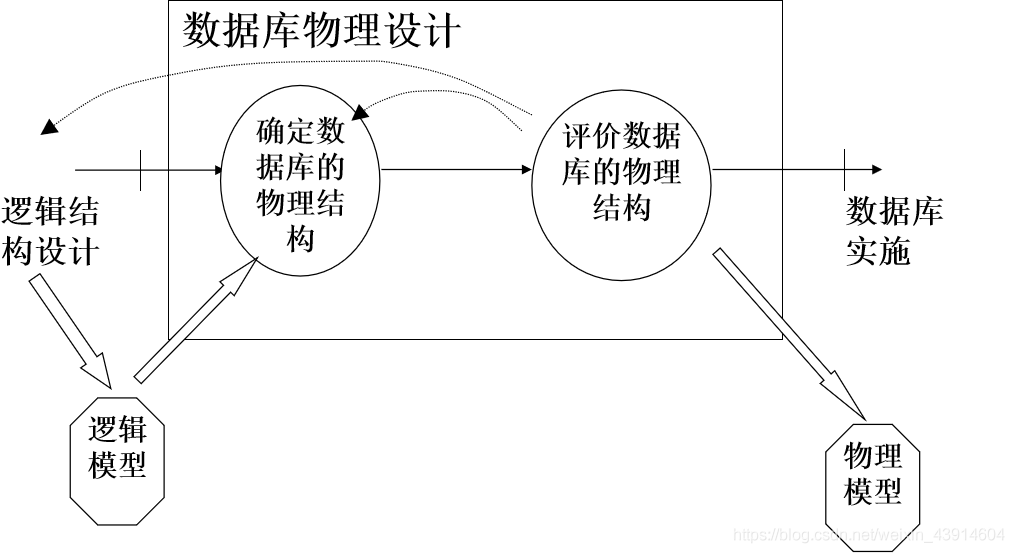 数据库物理设计
确定数
据库的
物理结
构
评价数据
库的物理
结构
逻辑结
构设计
数据库
实施
逻辑
模型
物理
模型
https://blog.csdn.net/weixin_43914604